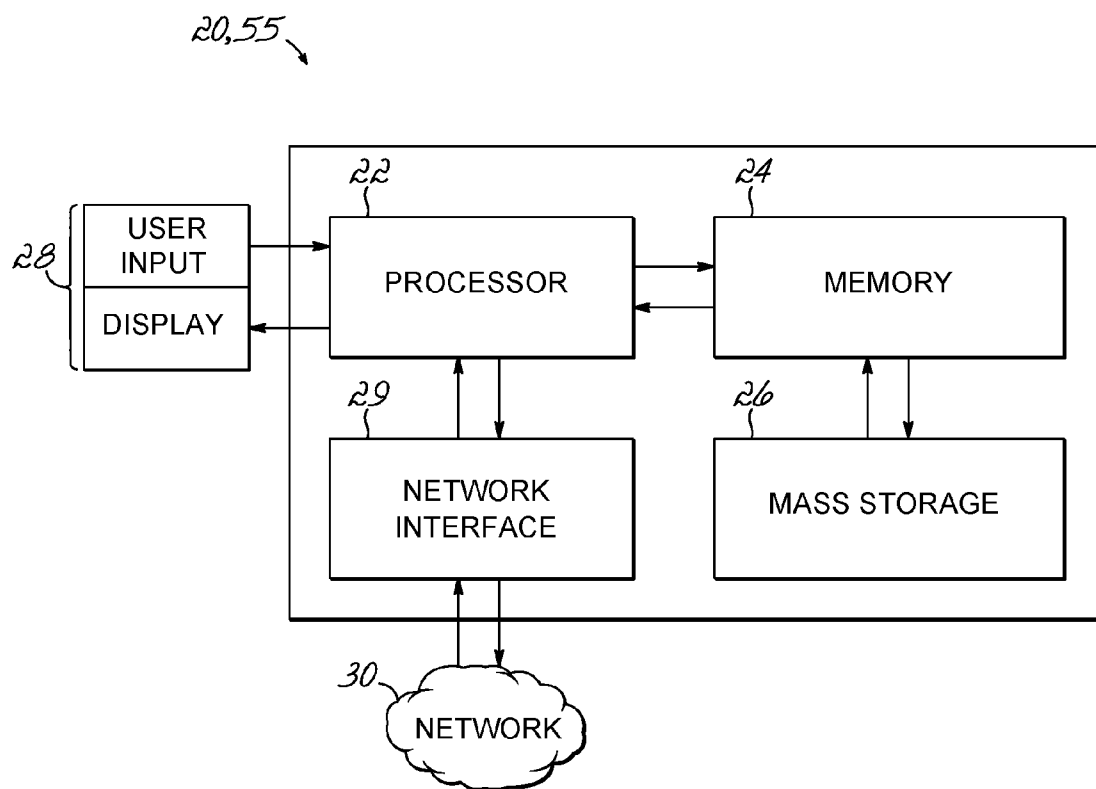 20,55
22
24
USER
INPUT
28
PROCESSOR
MEMORY
DISPLAY
29
26
NETWORK
INTERFACE
MASS STORAGE
30
NETWORK